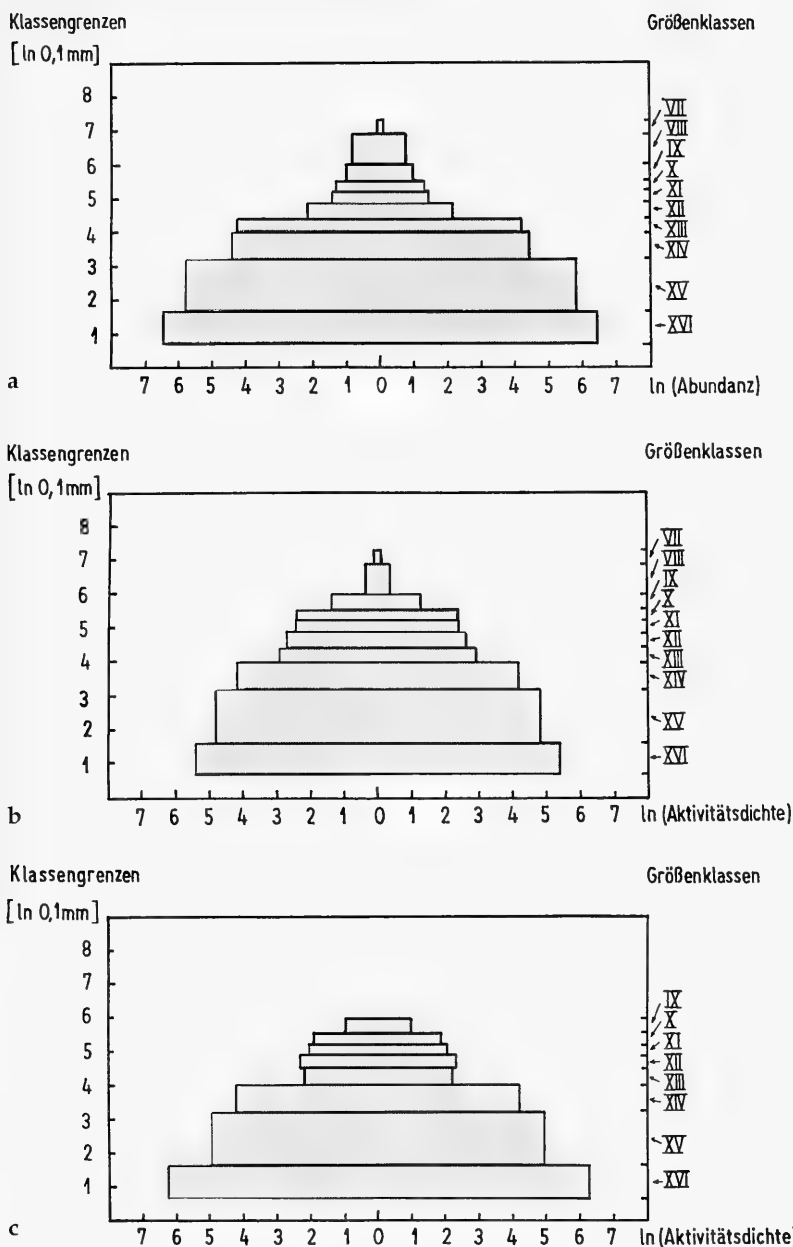 Klassengrenzen Größenklassen
[ln 0,1mm]
8
7
6
5
4
3
2
1
VII
VIII
IX
X
XI
XII
XIII
XIV
XV
XVI
a 7 6 5 4 3 2 1 0 1 2 3 4 5 6 7 ln (Abundanz)
Klassengrenzen Größenklassen
[ln 0,1mm]
8
7
6
5
4
3
2
1
VII
VIII
IX
X
XI
XII
XIII
XIV
XV
XVI
b 7 6 5 4 3 2 1 0 1 2 3 4 5 6 7 ln (Aktivitätsdichte)
Klassengrenzen Größenklassen
[ln 0,1mm]
8
7
6
5
4
3
2
1
IX
X
XI
XII
XIII
XIV
XV
XVI
c 7 6 5 4 3 2 1 0 1 2 3 4 5 6 7 ln (Aktivitätsdichte)